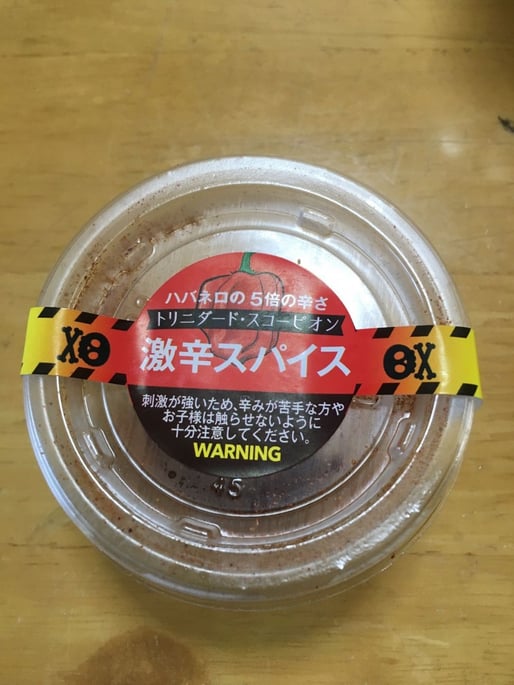 ハバネロの5倍の辛さ
トリニダード・スコーピオン
激辛スパイス
刺激が強いため、辛みが苦手な方や
お子様は触らせないように
十分注意してください。
WARNING
45